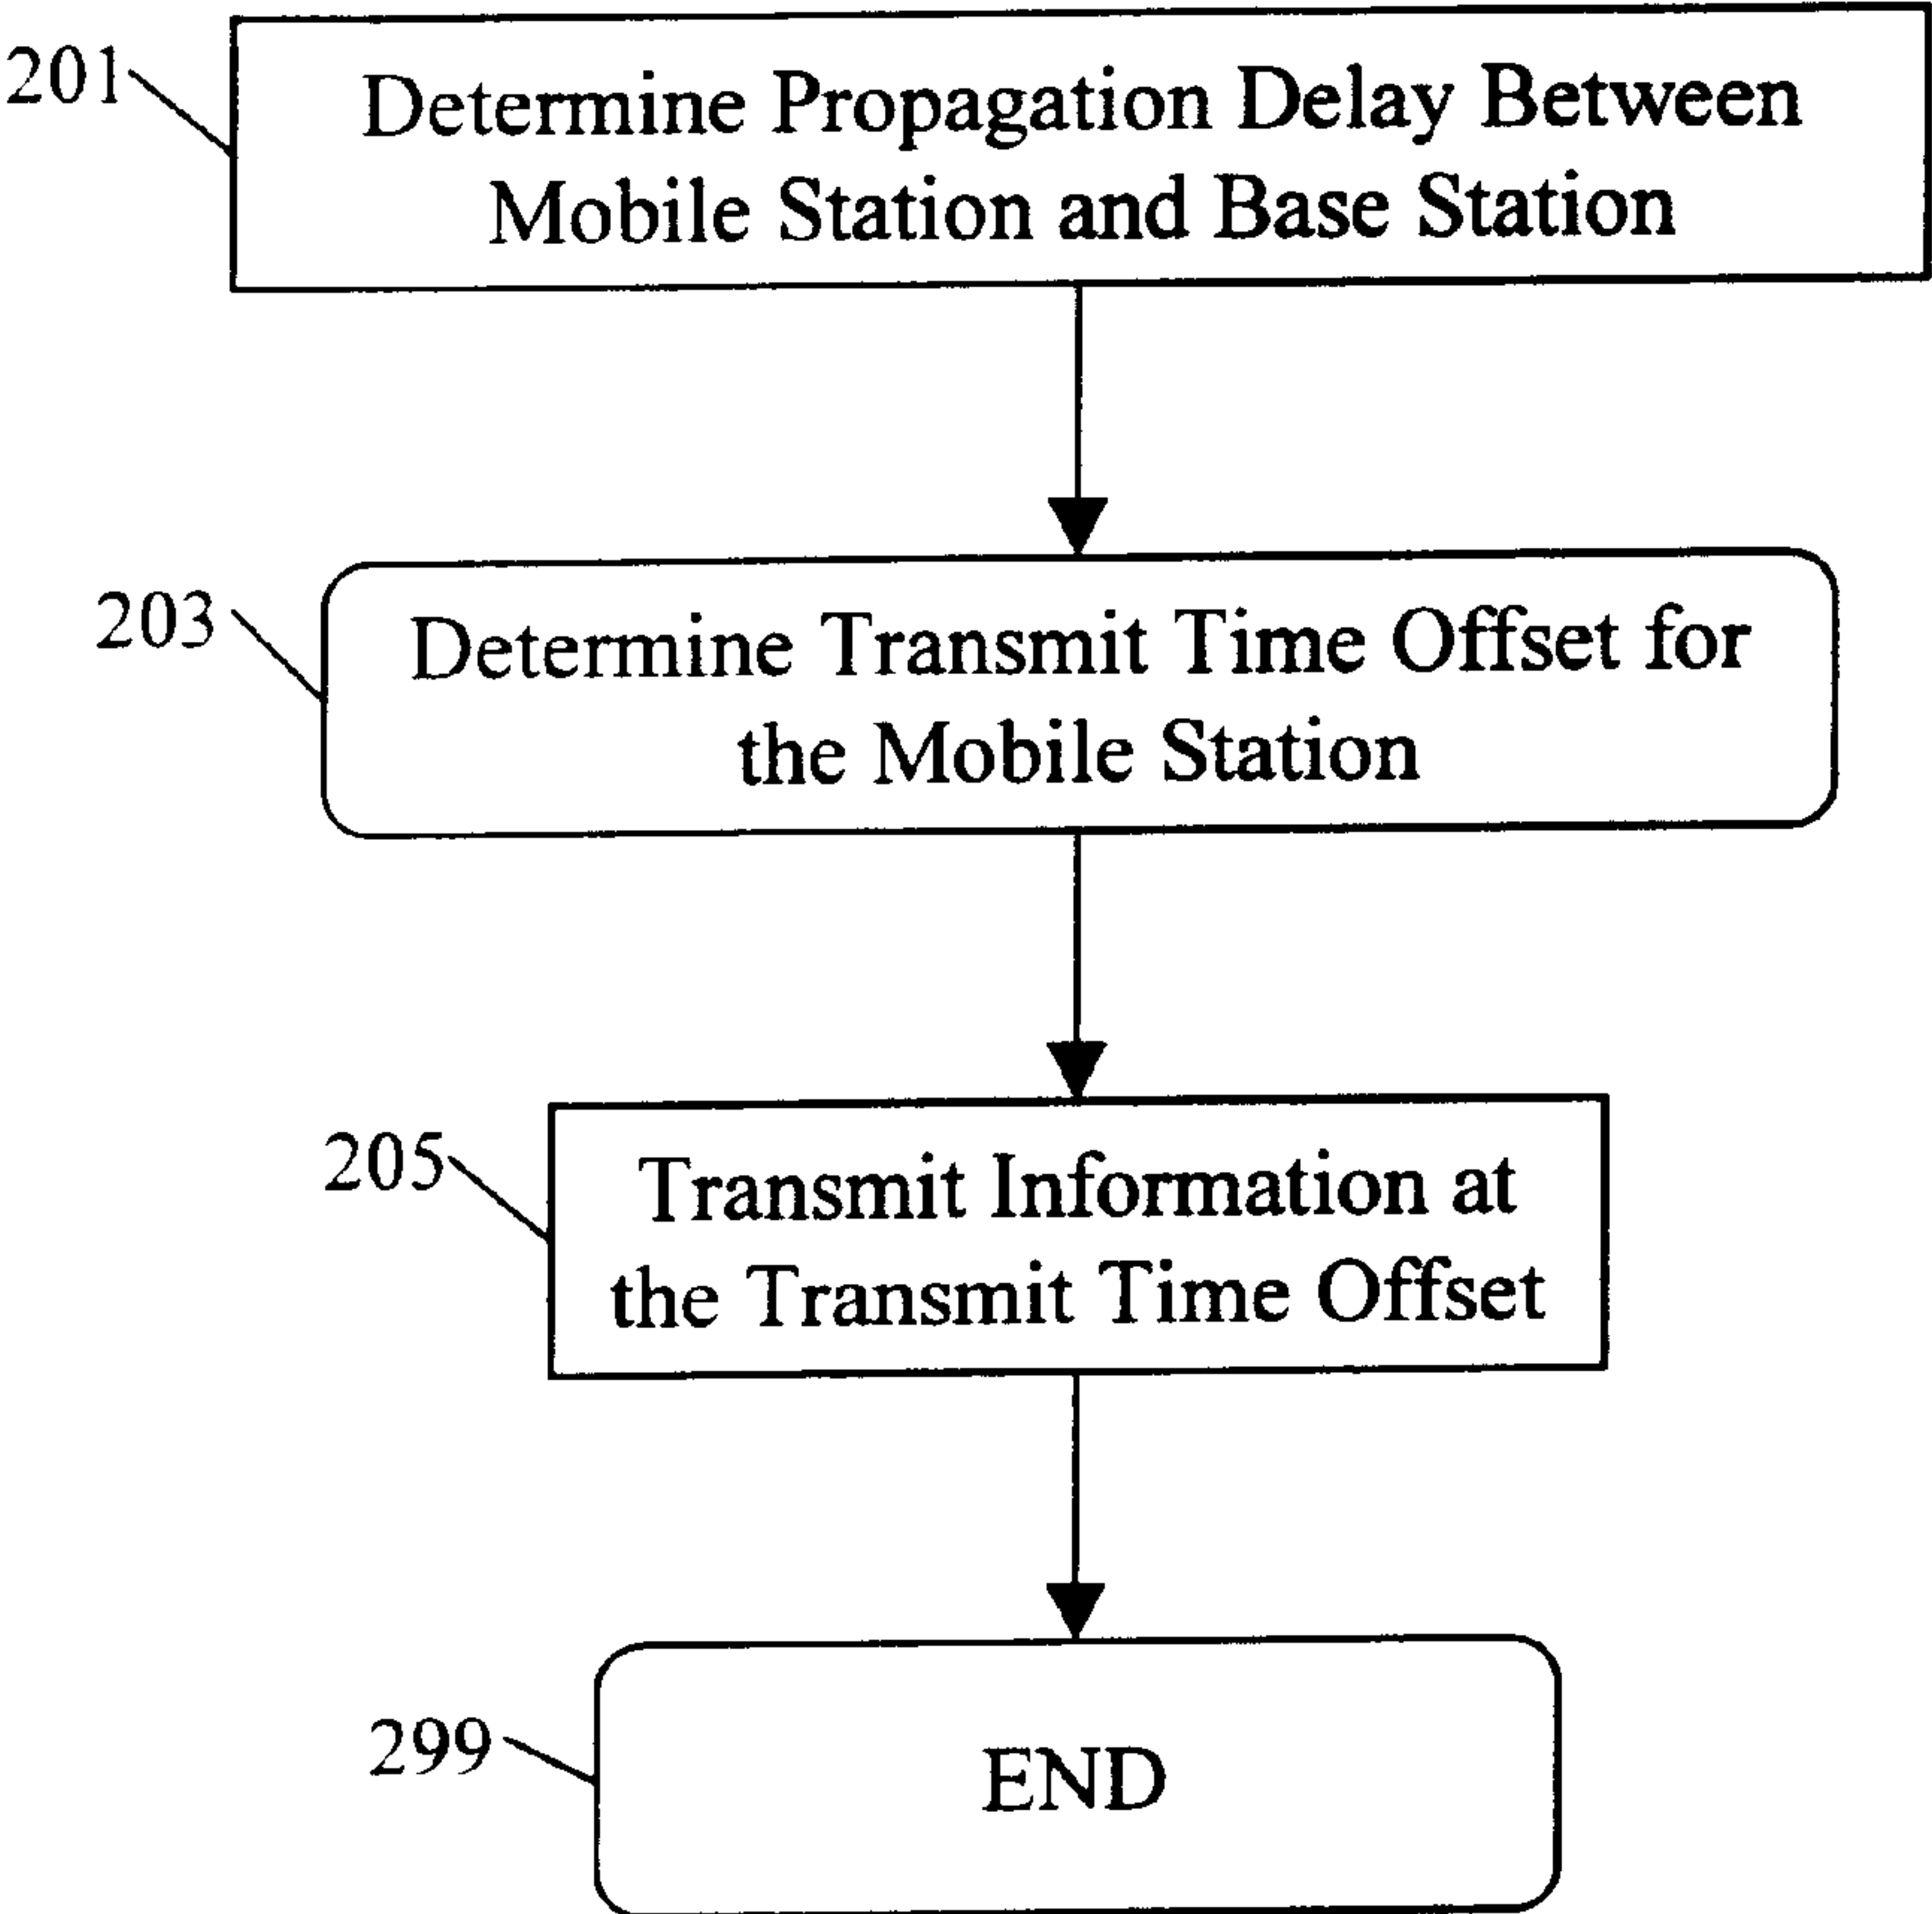 201
Determine Propagation Delay Between
Mobile Station and Base Station
203
Determine Transmit Time Offset for
the Mobile Station
205
Transmit Information at
the Transmit Time Offset
299
END